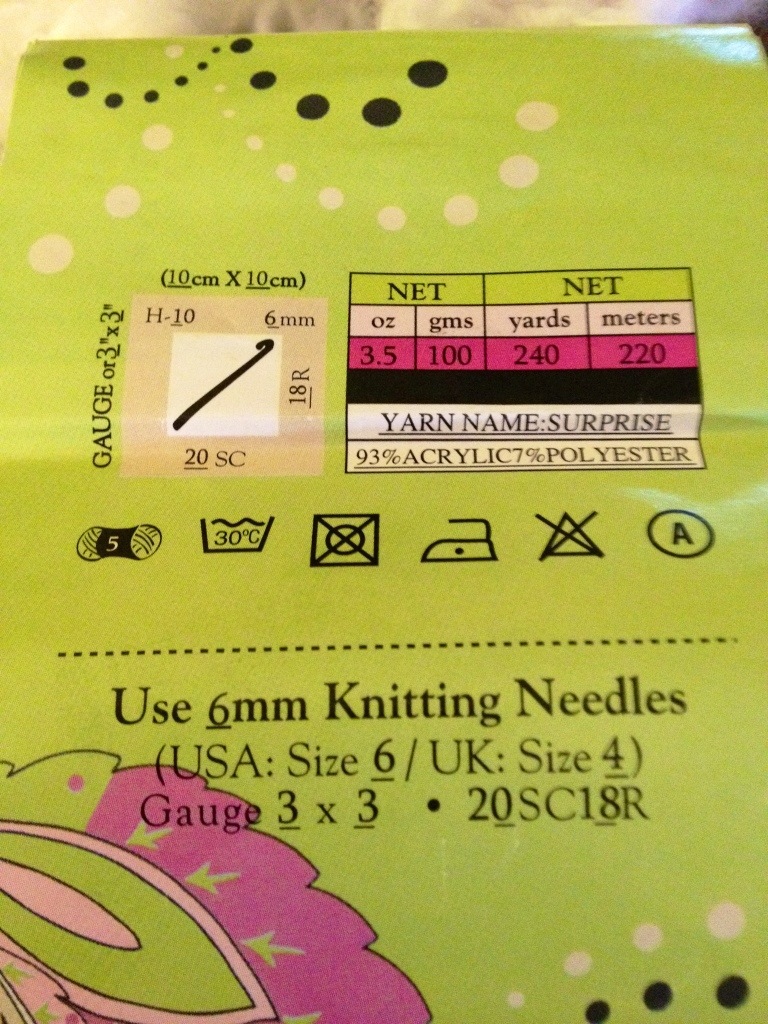 (10cm X 10cm)
GAUGE or 3"x3"
H-10 6mm
18R
20 SC
NET NET
oz gms yards meters
3.5 100 240 220
YARN NAME:SURPRISE
93%ACRYLIC7%POLYESTER
5 30°C A
Use 6mm Knitting Needles
(USA: Size 6 / UK: Size 4)
Gauge 3 x 3 • 20SC18R